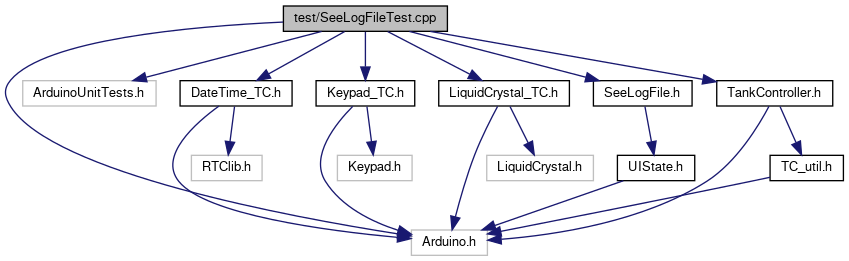 test/SeeLogFileTest.cpp
ArduinoUnitTests.h
DateTime_TC.h
Keypad_TC.h
LiquidCrystal_TC.h
SeeLogFile.h
TankController.h
RTClib.h
Keypad.h
LiquidCrystal.h
UIState.h
TC_util.h
Arduino.h